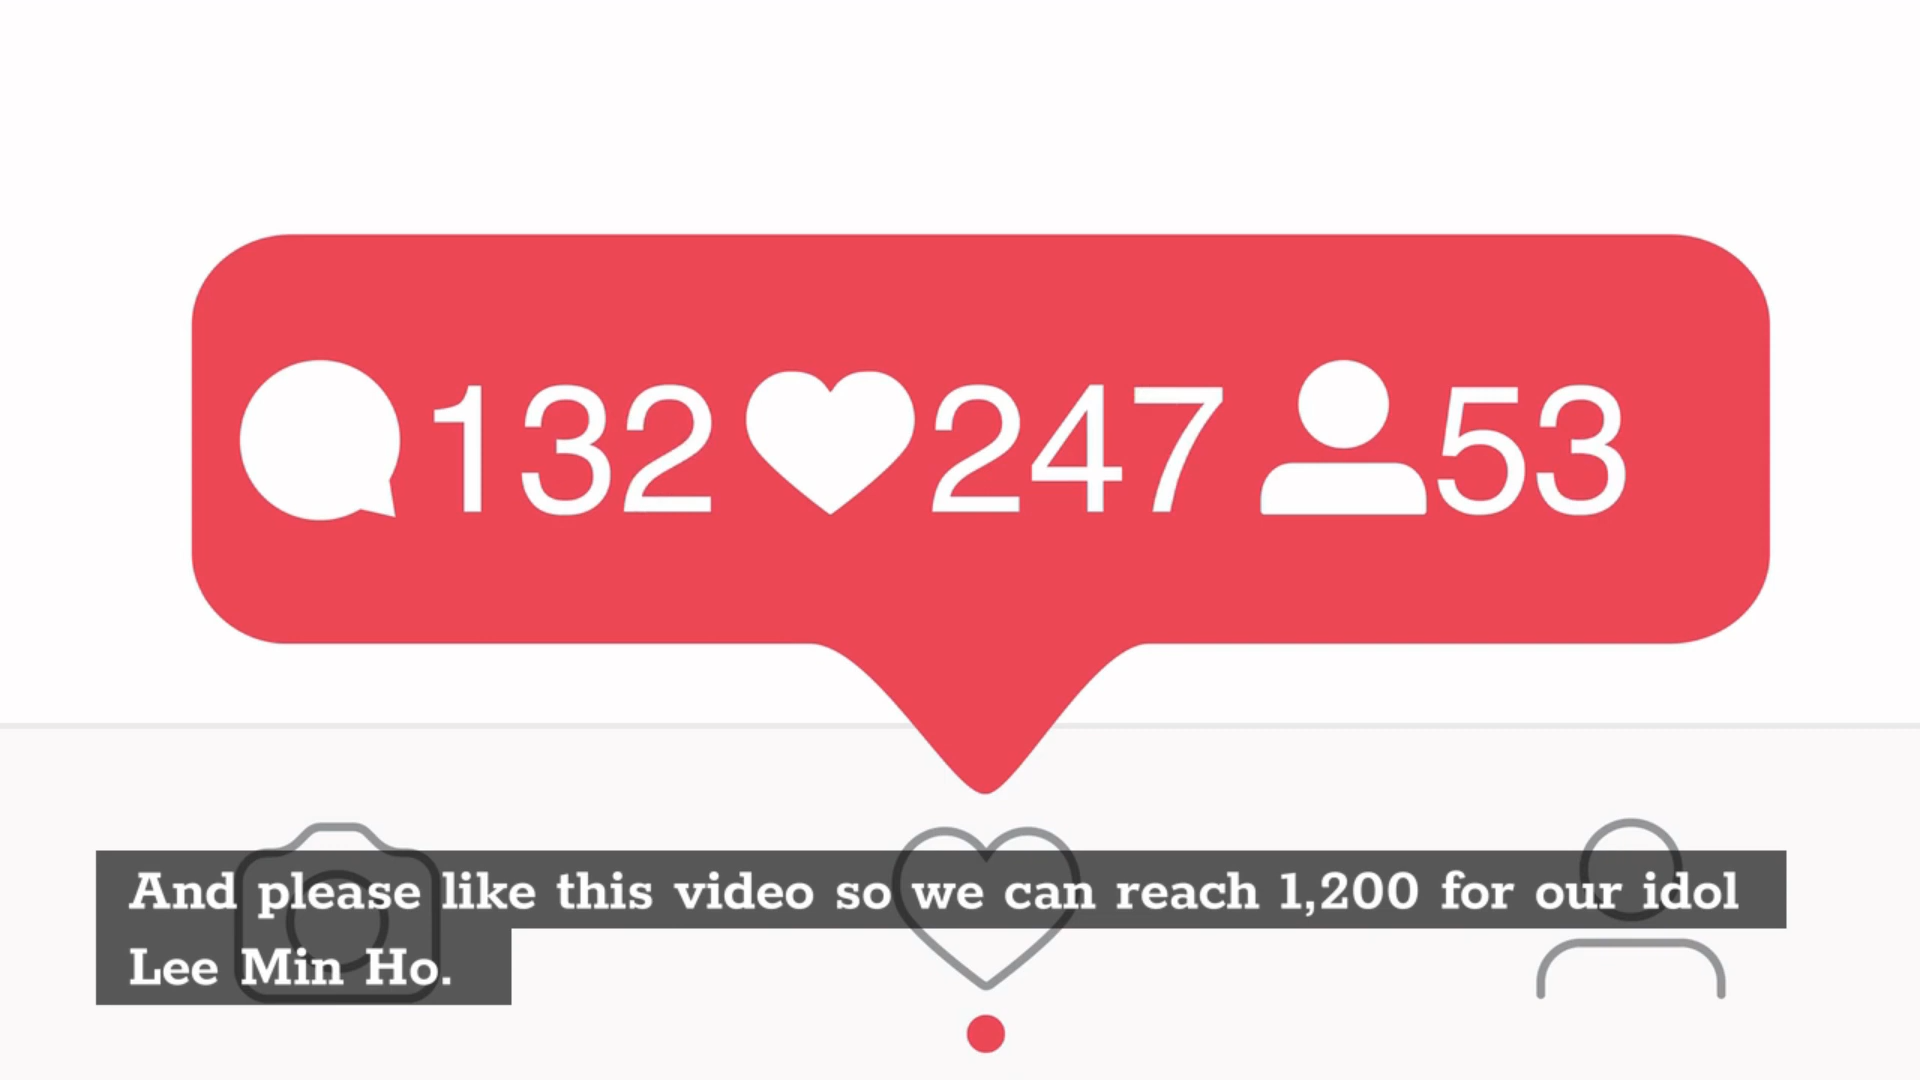 132 247 53
And please like this video so we can reach 1,200 for our idol
Lee Min Ho.